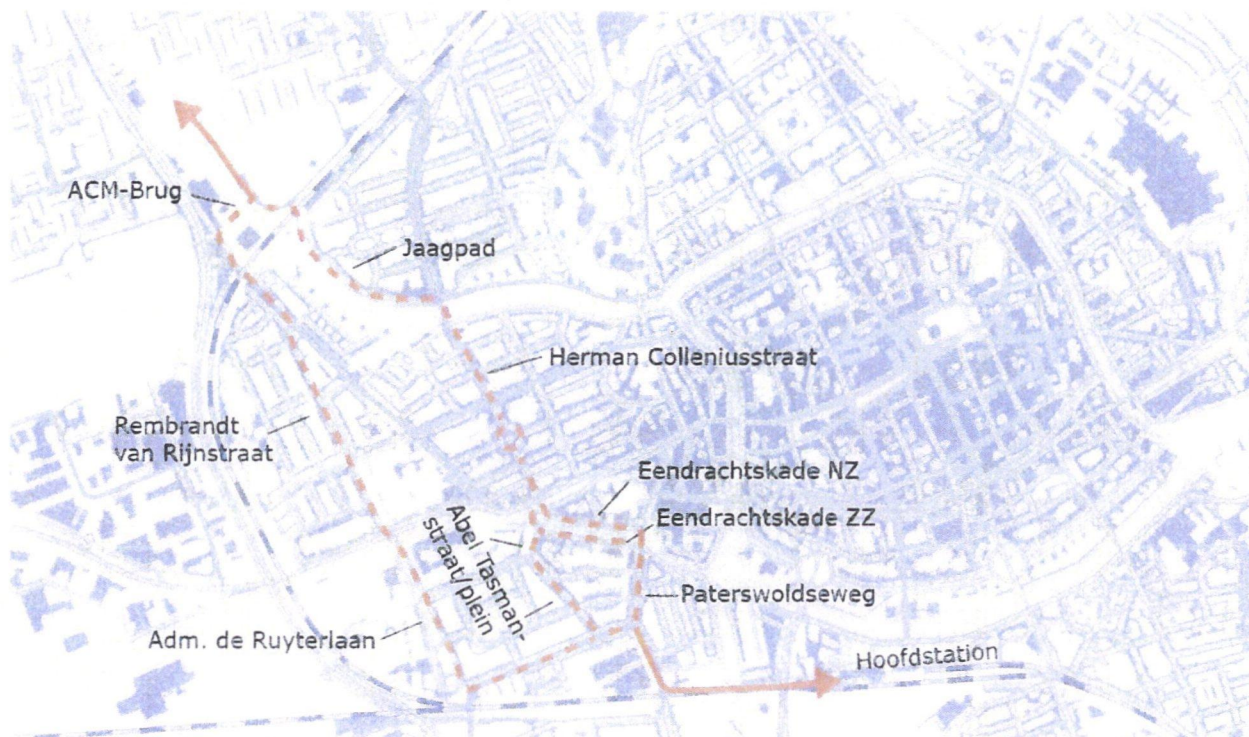 ACM-Brug
Jaagpad
Herman Colleniusstraat
Rembrandt
van Rijnstraat
Eendrachtskade NZ
Eendrachtskade ZZ
Abel Tasman-
straat/plein
Paterswoldseweg
Adm. de Ruyterlaan
Hoofdstation